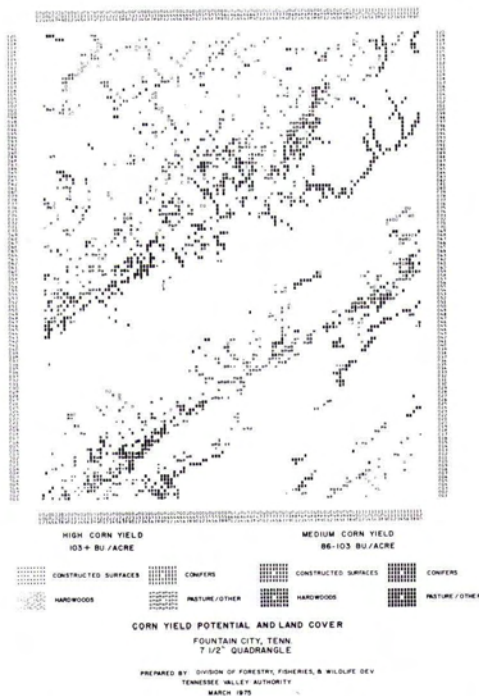 HIGH CORN YIELD
103+ BU/ACRE
MEDIUM CORN YIELD
86-103 BU/ACRE
CONSTRUCTED SURFACES
CONIFERS
CONSTRUCTED SURFACES
CONIFERS
HARDWOODS
PASTURE/OTHER
HARDWOODS
PASTURE/OTHER
CORN YIELD POTENTIAL AND LAND COVER
FOUNTAIN CITY, TENN.
7 1/2" QUADRANGLE
PREPARED BY: DIVISION OF FORESTRY, FISHERIES, & WILDLIFE DEV
TENNESSEE VALLEY AUTHORITY
MARCH 1975